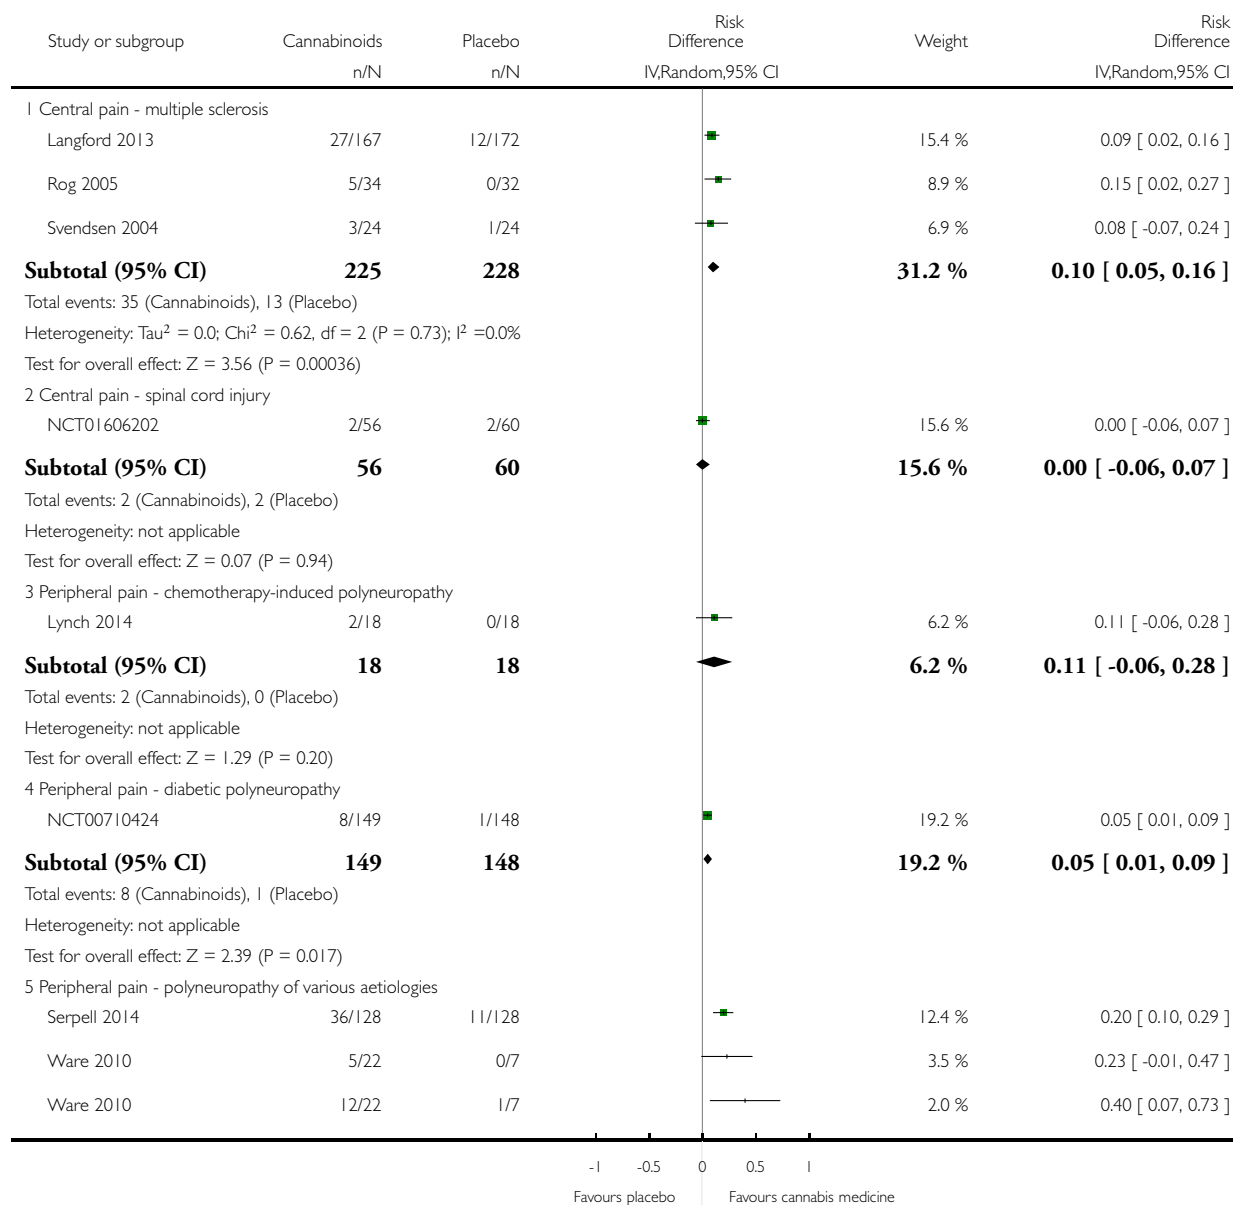 Study or subgroup Cannabinoids Placebo Risk Difference Weight Risk Difference
n/N n/N IV,Random,95% CI IV,Random,95% CI
1 Central pain - multiple sclerosis
Langford 2013 27/167 12/172 15.4 % 0.09 [ 0.02, 0.16 ]
Rog 2005 5/34 0/32 8.9 % 0.15 [ 0.02, 0.27 ]
Svendsen 2004 3/24 1/24 6.9 % 0.08 [ -0.07, 0.24 ]
Subtotal (95% CI) 225 228 31.2 % 0.10 [ 0.05, 0.16 ]
Total events: 35 (Cannabinoids), 13 (Placebo)
Heterogeneity: Tau² = 0.0; Chi² = 0.62, df = 2 (P = 0.73); I² =0.0%
Test for overall effect: Z = 3.56 (P = 0.00036)
2 Central pain - spinal cord injury
NCT01606202 2/56 2/60 15.6 % 0.00 [ -0.06, 0.07 ]
Subtotal (95% CI) 56 60 15.6 % 0.00 [ -0.06, 0.07 ]
Total events: 2 (Cannabinoids), 2 (Placebo)
Heterogeneity: not applicable
Test for overall effect: Z = 0.07 (P = 0.94)
3 Peripheral pain - chemotherapy-induced polyneuropathy
Lynch 2014 2/18 0/18 6.2 % 0.11 [ -0.06, 0.28 ]
Subtotal (95% CI) 18 18 6.2 % 0.11 [ -0.06, 0.28 ]
Total events: 2 (Cannabinoids), 0 (Placebo)
Heterogeneity: not applicable
Test for overall effect: Z = 1.29 (P = 0.20)
4 Peripheral pain - diabetic polyneuropathy
NCT00710424 8/149 1/148 19.2 % 0.05 [ 0.01, 0.09 ]
Subtotal (95% CI) 149 148 19.2 % 0.05 [ 0.01, 0.09 ]
Total events: 8 (Cannabinoids), 1 (Placebo)
Heterogeneity: not applicable
Test for overall effect: Z = 2.39 (P = 0.017)
5 Peripheral pain - polyneuropathy of various aetiologies
Serpell 2014 36/128 11/128 12.4 % 0.20 [ 0.10, 0.29 ]
Ware 2010 5/22 0/7 3.5 % 0.23 [ -0.01, 0.47 ]
Ware 2010 12/22 1/7 2.0 % 0.40 [ 0.07, 0.73 ]
-1 -0.5 0 0.5 1
Favours placebo Favours cannabis medicine